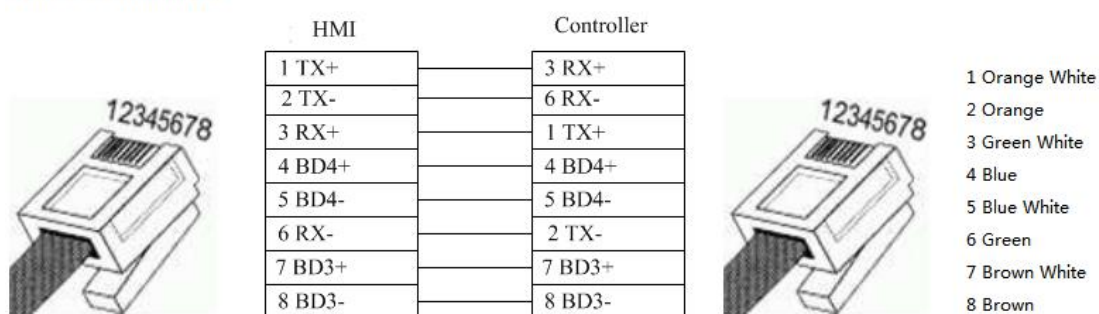 HMI Controller
1 TX+ 3 RX+
2 TX- 6 RX-
3 RX+ 1 TX+
4 BD4+ 4 BD4+
5 BD4- 5 BD4-
6 RX- 2 TX-
7 BD3+ 7 BD3+
8 BD3- 8 BD3-
12345678
12345678
1 Orange White
2 Orange
3 Green White
4 Blue
5 Blue White
6 Green
7 Brown White
8 Brown